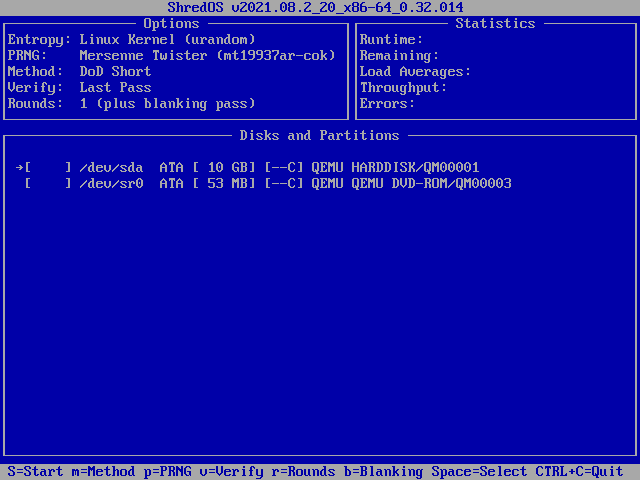 ShredOS v2021.08.2_20_x86-64_0.32.014
Options
Entropy: Linux Kernel (urandom)
PRNG: Mersenne Twister (mt19937ar-cok)
Method: DoD Short
Verify: Last Pass
Rounds: 1 (plus blanking pass)
Statistics
Runtime:
Remaining:
Load Averages:
Throughput:
Errors:
Disks and Partitions
→[    ] /dev/sda  ATA [ 10 GB] [--C] QEMU HARDDISK/QM00001
[    ] /dev/sr0  ATA [ 53 MB] [--C] QEMU QEMU DVD-ROM/QM00003
S=Start m=Method p=PRNG v=Verify r=Rounds b=Blanking Space=Select CTRL+C=Quit